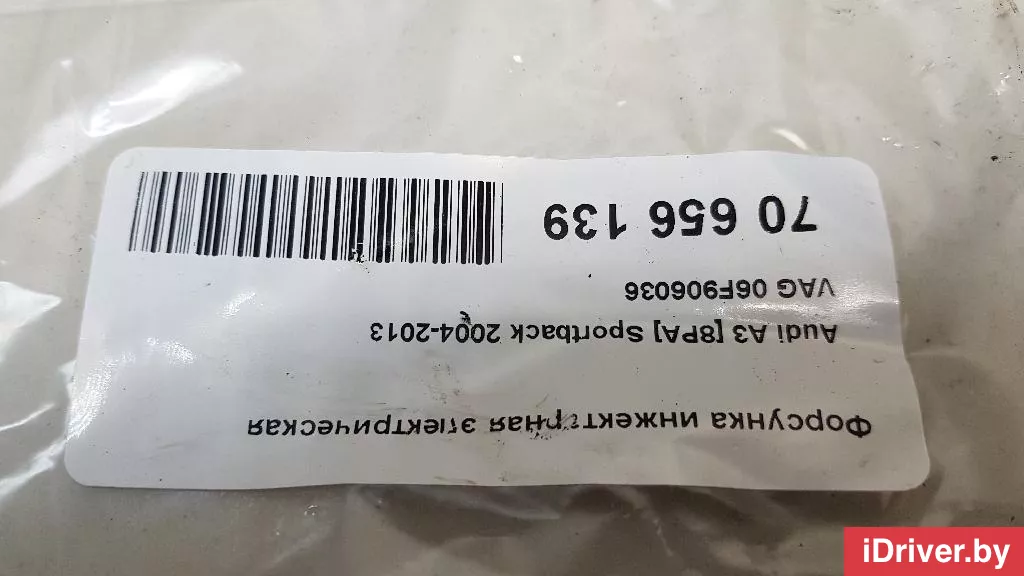 Форсунка инжекторная электрическая
Audi A3 [8PA] Sportback 2004-2013
VAG 06F906036
70 656 139
iDriver.by